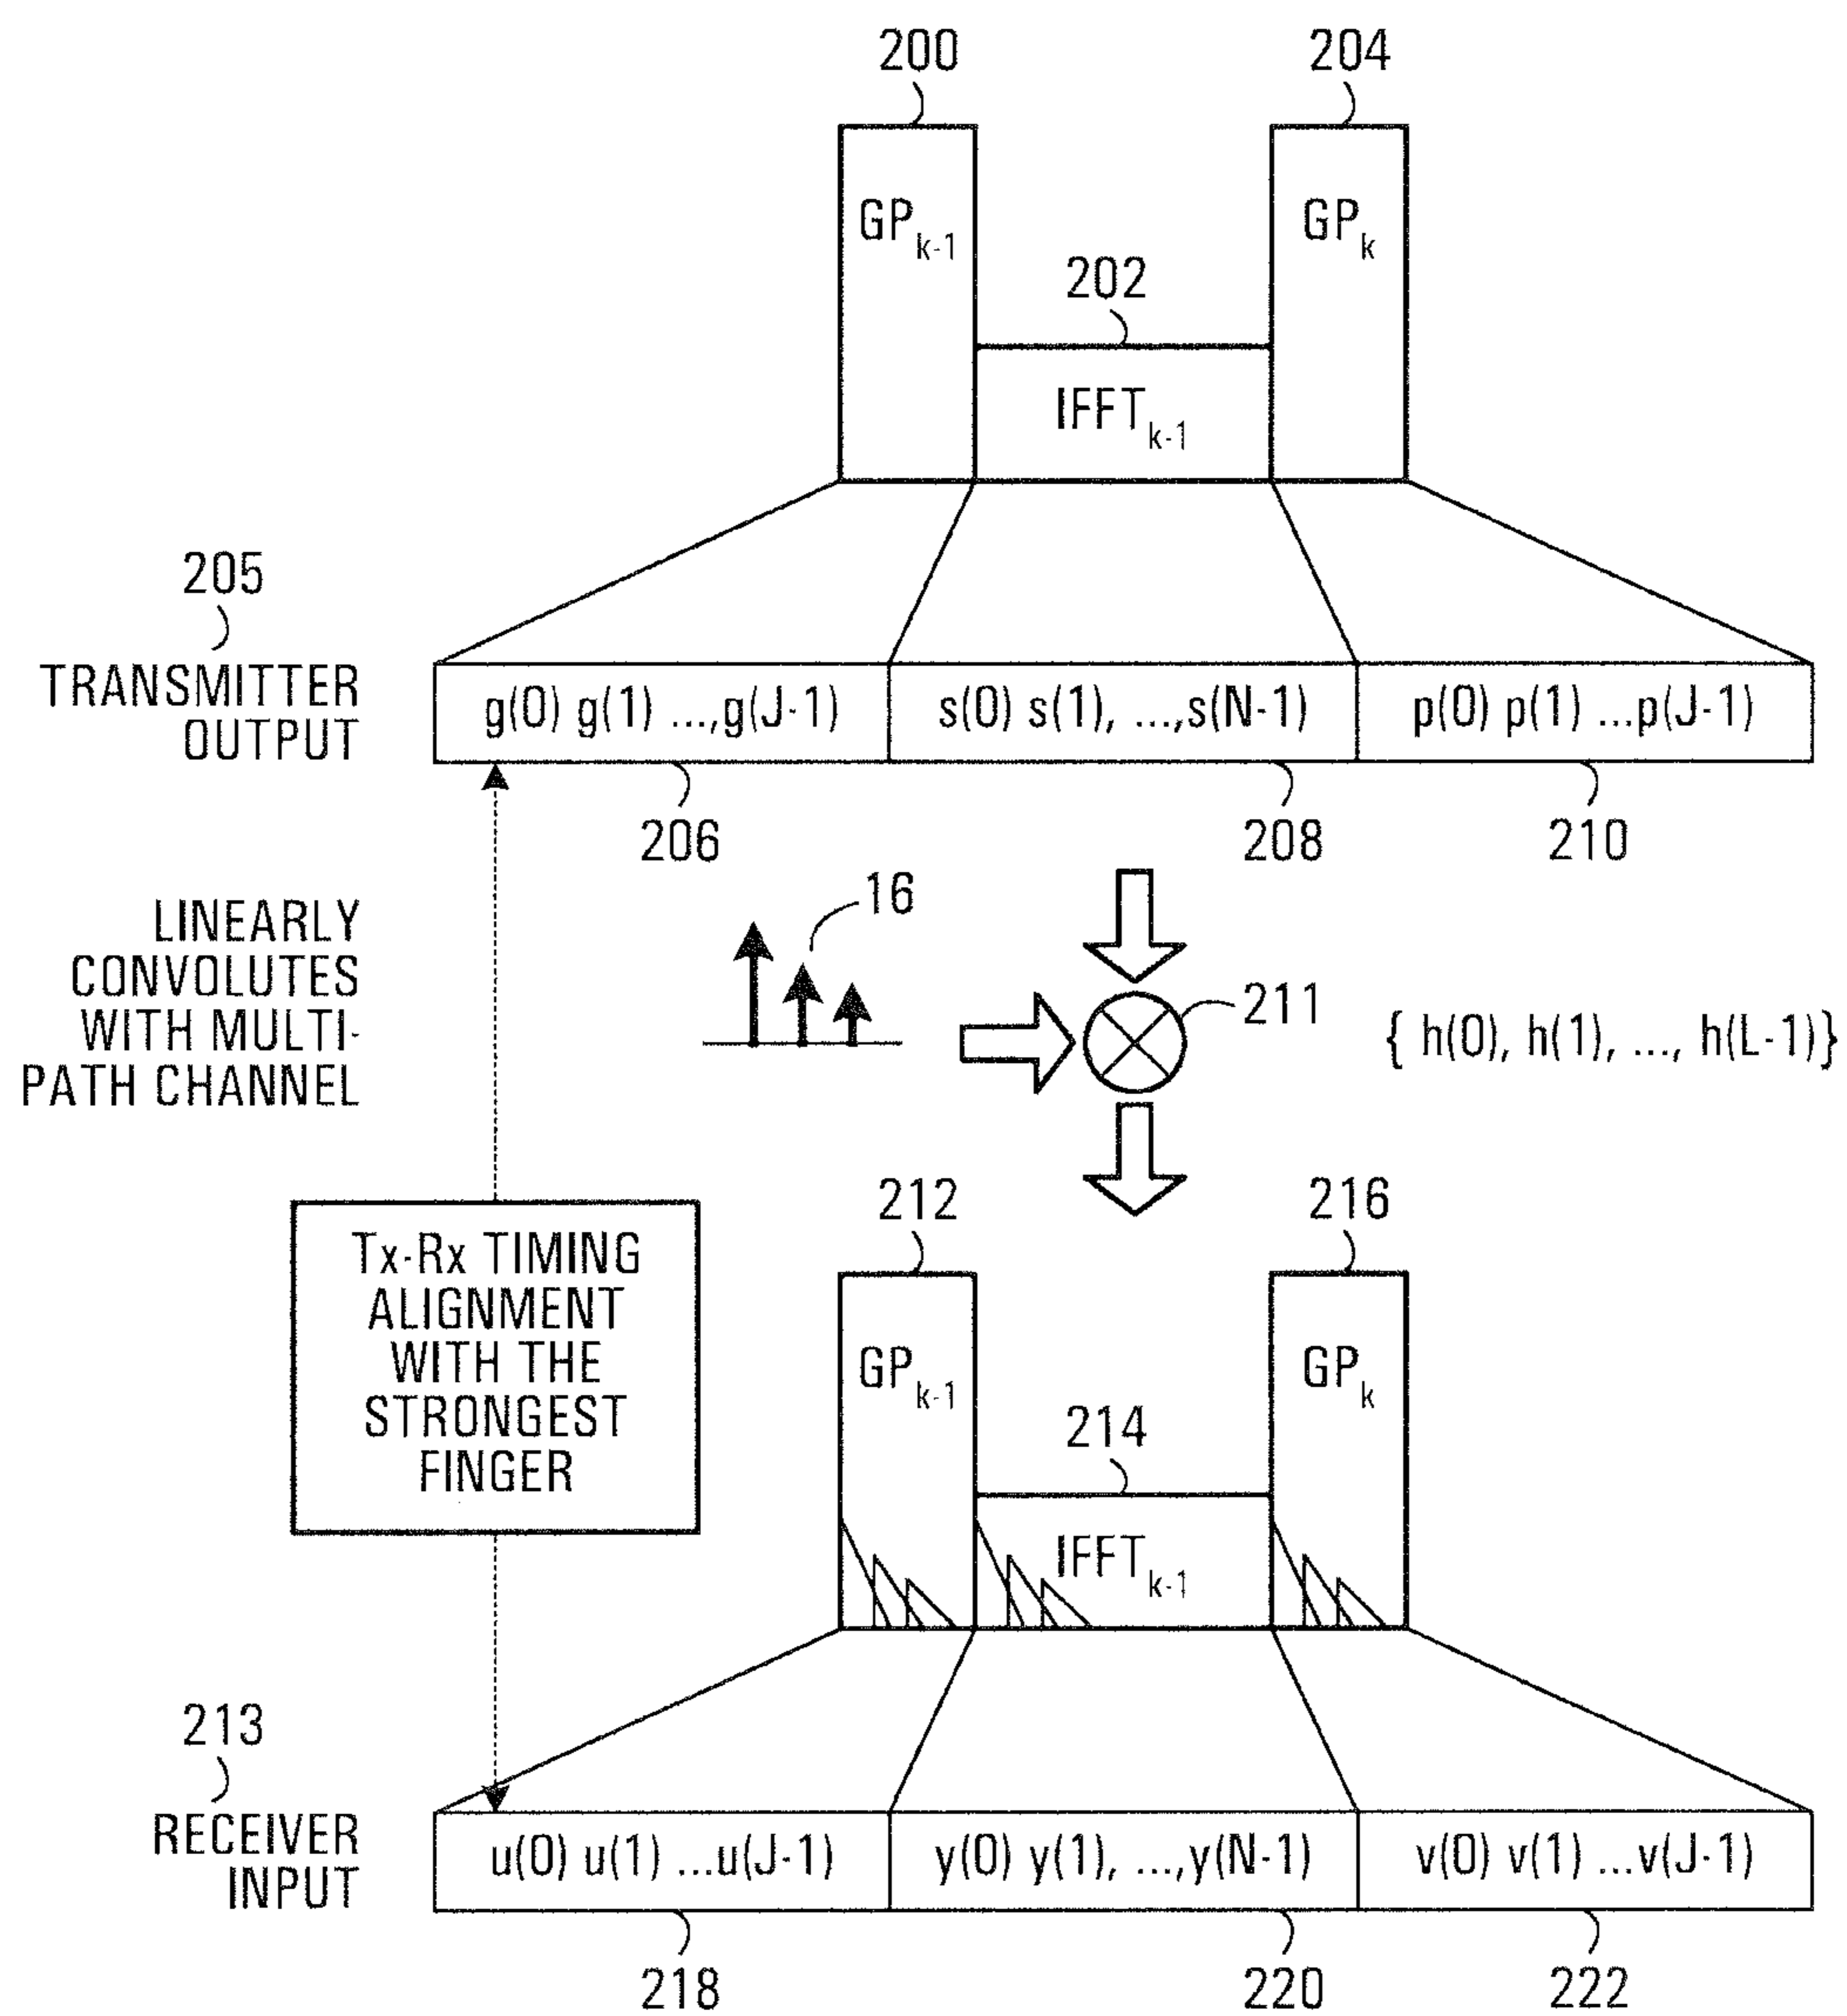 200
204
GPk-1
GPk
202
IFFTk-1
205
TRANSMITTER
OUTPUT
g(0) g(1) ...,g(J-1)
s(0) s(1), ...,s(N-1)
p(0) p(1) ...p(J-1)
206
208
210
LINEARLY
CONVOLUTES
WITH MULTI-
PATH CHANNEL
16
211
{ h(0), h(1), ..., h(L-1)}
Tx-Rx TIMING
ALIGNMENT
WITH THE
STRONGEST
FINGER
212
216
GPk-1
GPk
214
IFFTk-1
213
RECEIVER
INPUT
u(0) u(1) ...u(J-1)
y(0) y(1), ...,y(N-1)
v(0) v(1) ...v(J-1)
218
220
222